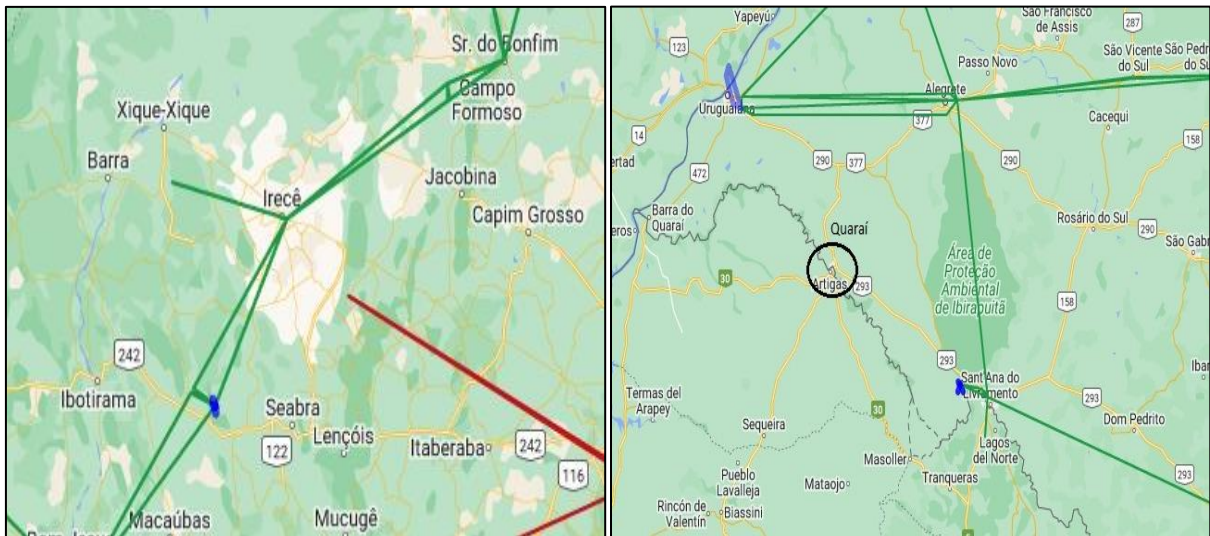 Sr. do Bonfim
Campo
Formoso
Xique-Xique
Barra
Irecê
Jacobina
Capim Grosso
242
Ibotirama
Seabra
122
Lençóis
Itaberaba
242
116
Macaúbas
Mucugê
Yapeyú
São Francisco
de Assis
287
123
São Vicente
do Sul
São Ped
do Su
Passo Novo
Uruguaiana
Alegrete
377
Cacequi
14
ertad
290
377
290
158
472
Barra do
Quaraí
eros
Quaraí
Rosário do Sul
290
São Gabr
30
Artigas
293
Área de
Proteção
Ambiental
de Ibirapuitã
158
293
Sant'Ana do
Livramento
Ibar
293
Termas del
Arapey
30
Sequeira
Lagos
del Norte
Dom Pedrito
Masoller
293
Pueblo
Lavalleja
Mataojo
Tranqueras
Rincón de
Valentín
Biassini